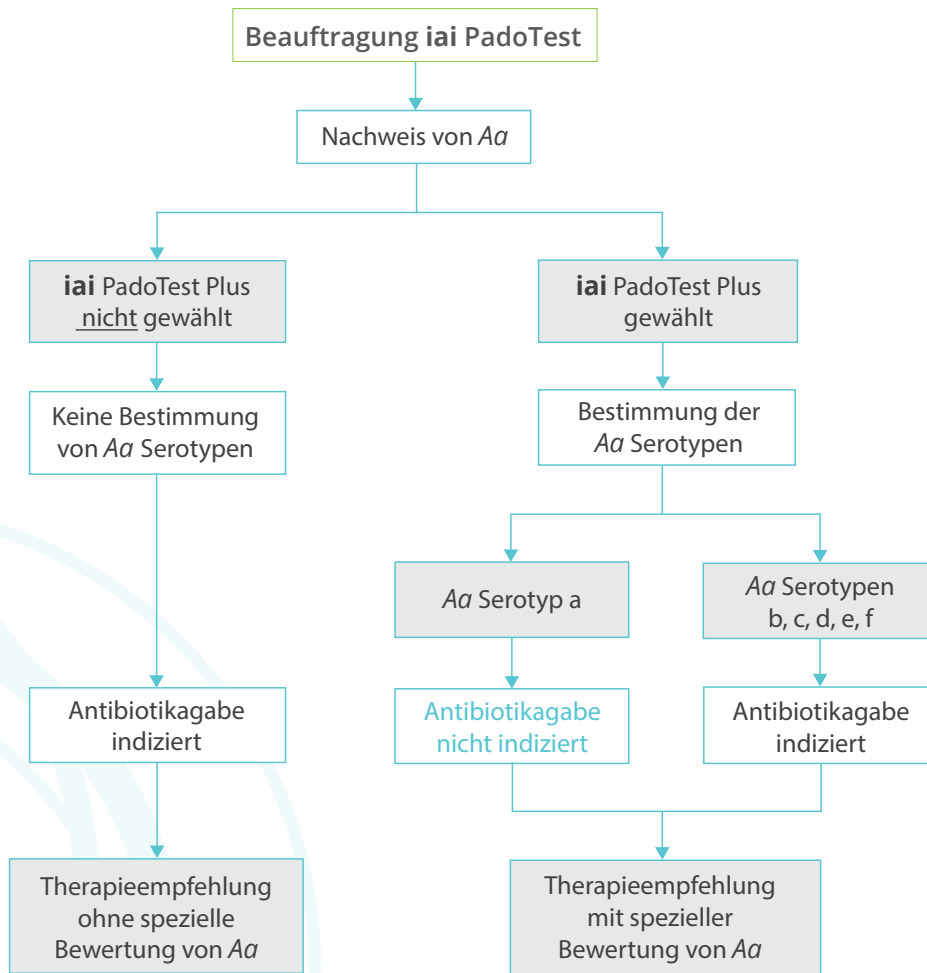 Beauftragung iai PadoTest
Nachweis von Aa
iai PadoTest Plus
nicht gewählt
iai PadoTest Plus
gewählt
Keine Bestimmung
von Aa Serotypen
Bestimmung der
Aa Serotypen
Aa Serotyp a
Aa Serotypen
b, c, d, e, f
Antibiotikagabe
indiziert
Antibiotikagabe
nicht indiziert
Antibiotikagabe
indiziert
Therapieempfehlung
ohne spezielle
Bewertung von Aa
Therapieempfehlung
mit spezieller
Bewertung von Aa